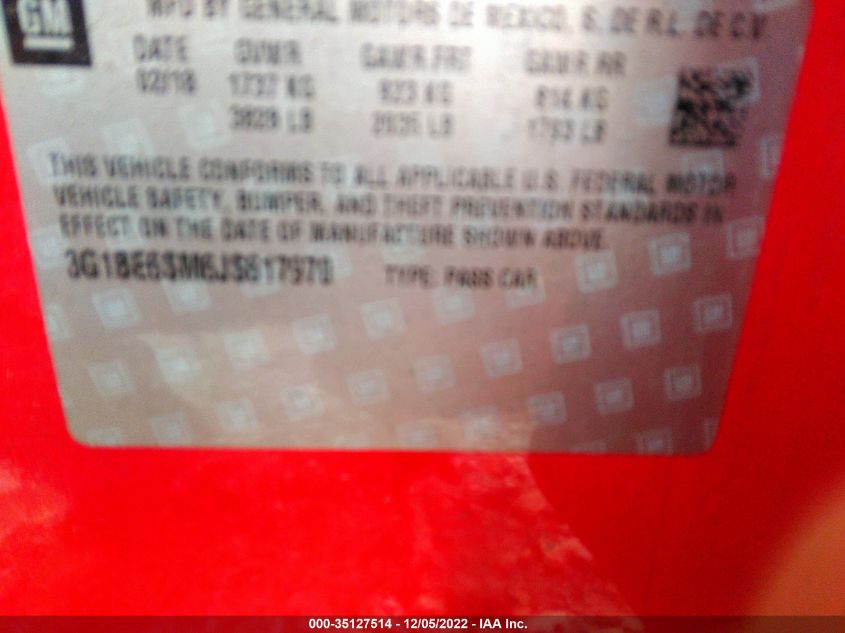 GM
MFD BY GENERAL MOTORS DE MEXICO, S. DE R.L. DE C.V
DATE GVWR GAWR FRT GAWR RR
02/18 1737 KG 923 KG 814 KG
3829 LB 2035 LB 1793 LB
THIS VEHICLE CONFORMS TO ALL APPLICABLE U.S. FEDERAL MOTOR
VEHICLE SAFETY, BUMPER, AND THEFT PREVENTION STANDARDS IN
EFFECT ON THE DATE OF MANUFACTURE SHOWN ABOVE.
3G1BE6SM6JS617970 TYPE: PASS CAR
000-35127514 - 12/05/2022 - IAA Inc.